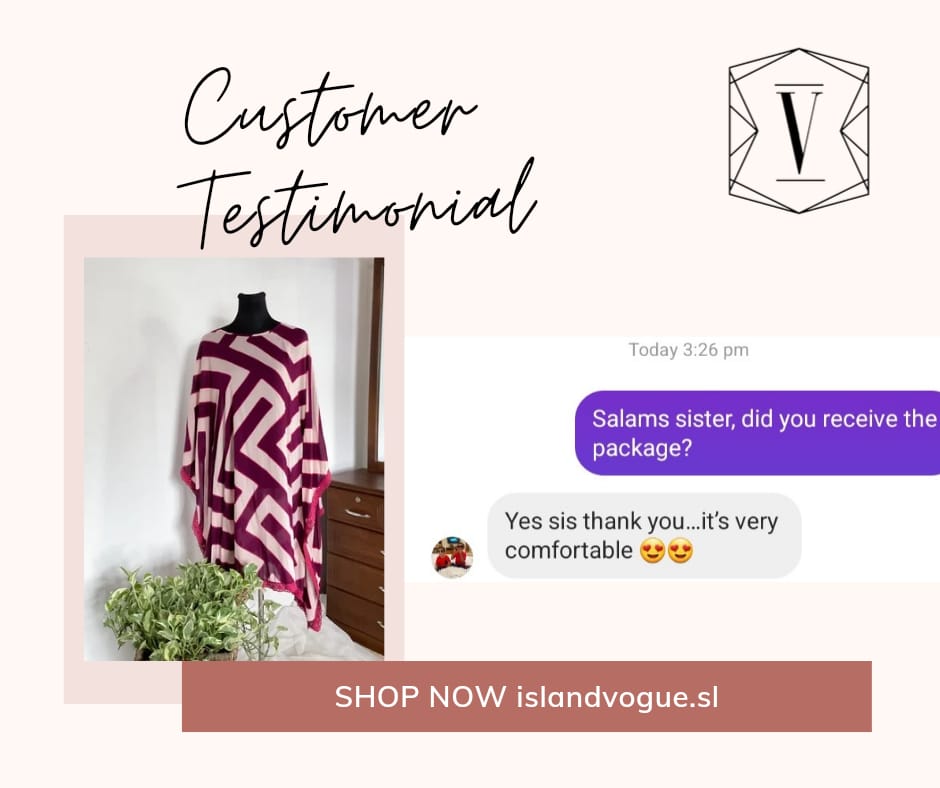 Customer
Testimonial
V
Today 3:26 pm
Salams sister, did you receive the
package?
Yes sis thank you...it's very
comfortable 😍😍
SHOP NOW islandvogue.sl